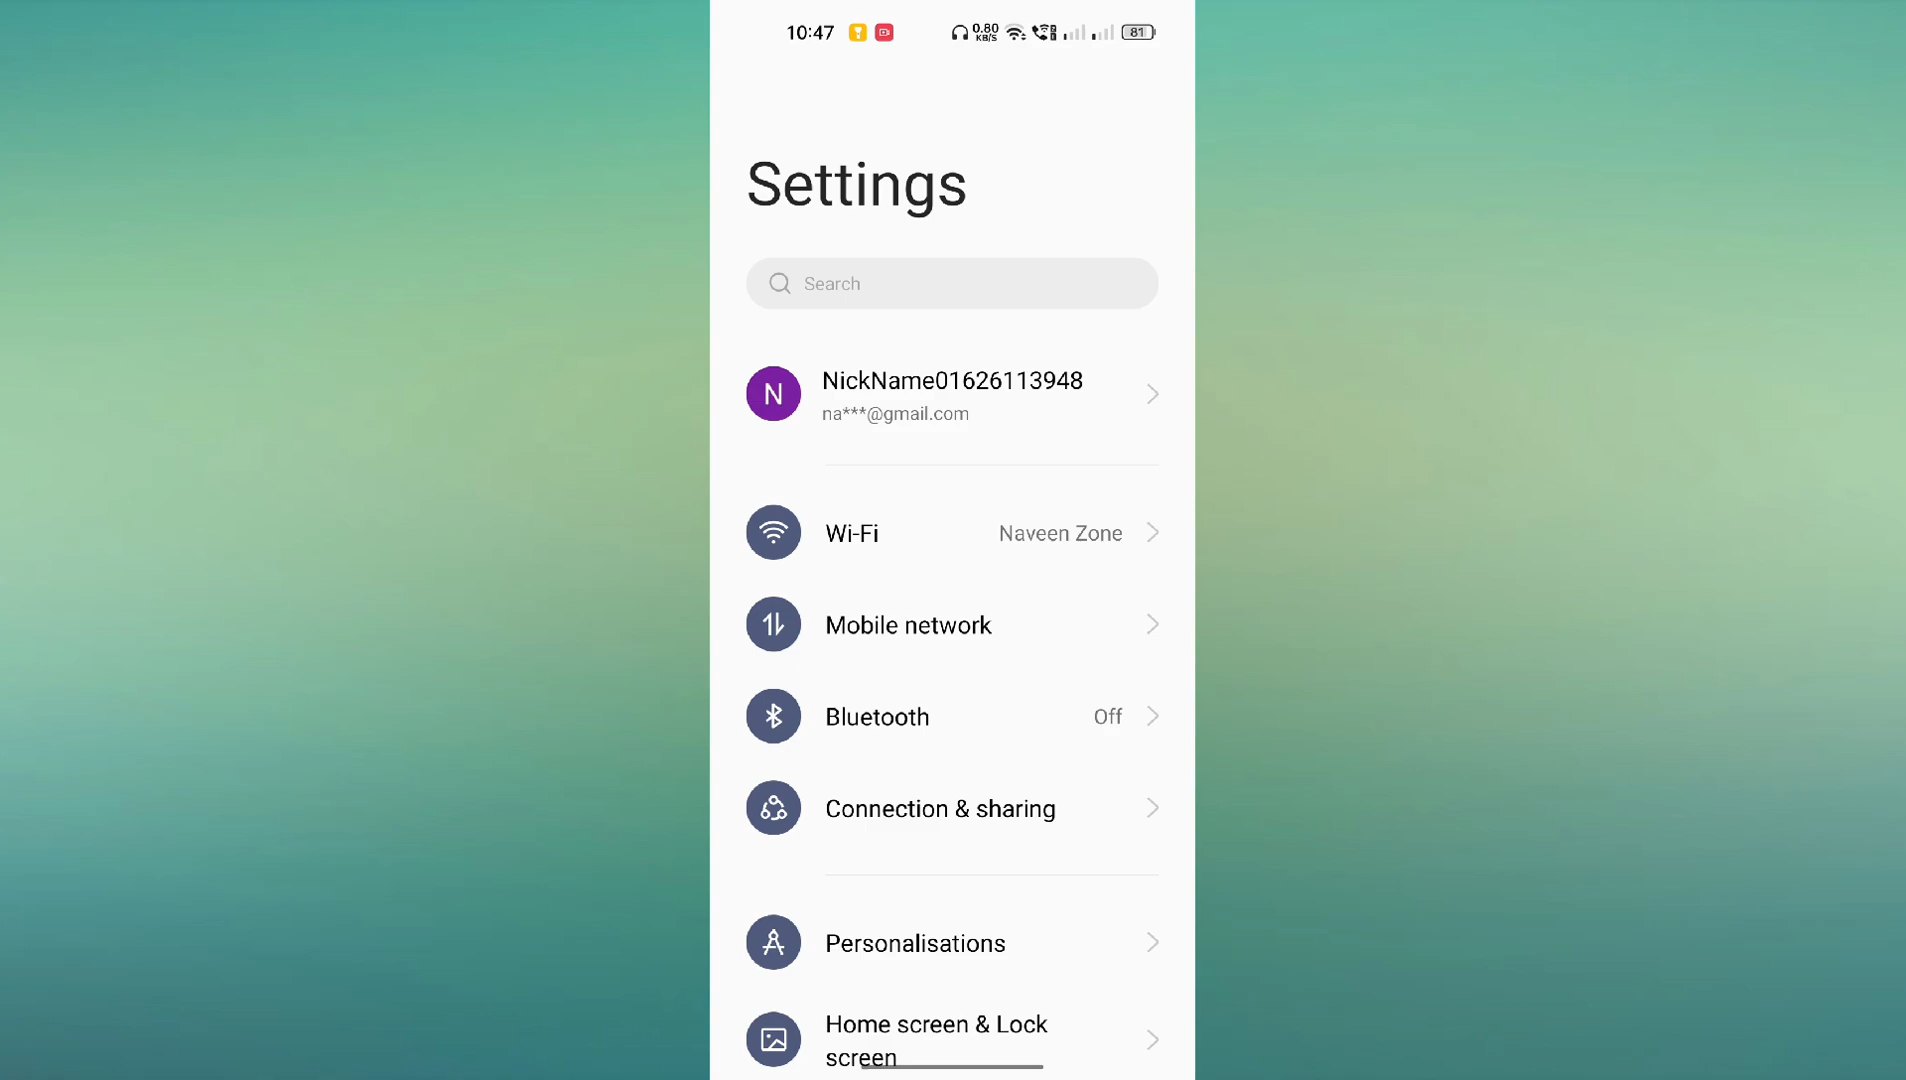 10:47
0.80
KB/S
81
Settings
Search
N
NickName01626113948
na***@gmail.com
Wi-Fi
Naveen Zone
Mobile network
Bluetooth
Off
Connection & sharing
Personalisations
Home screen & Lock
screen